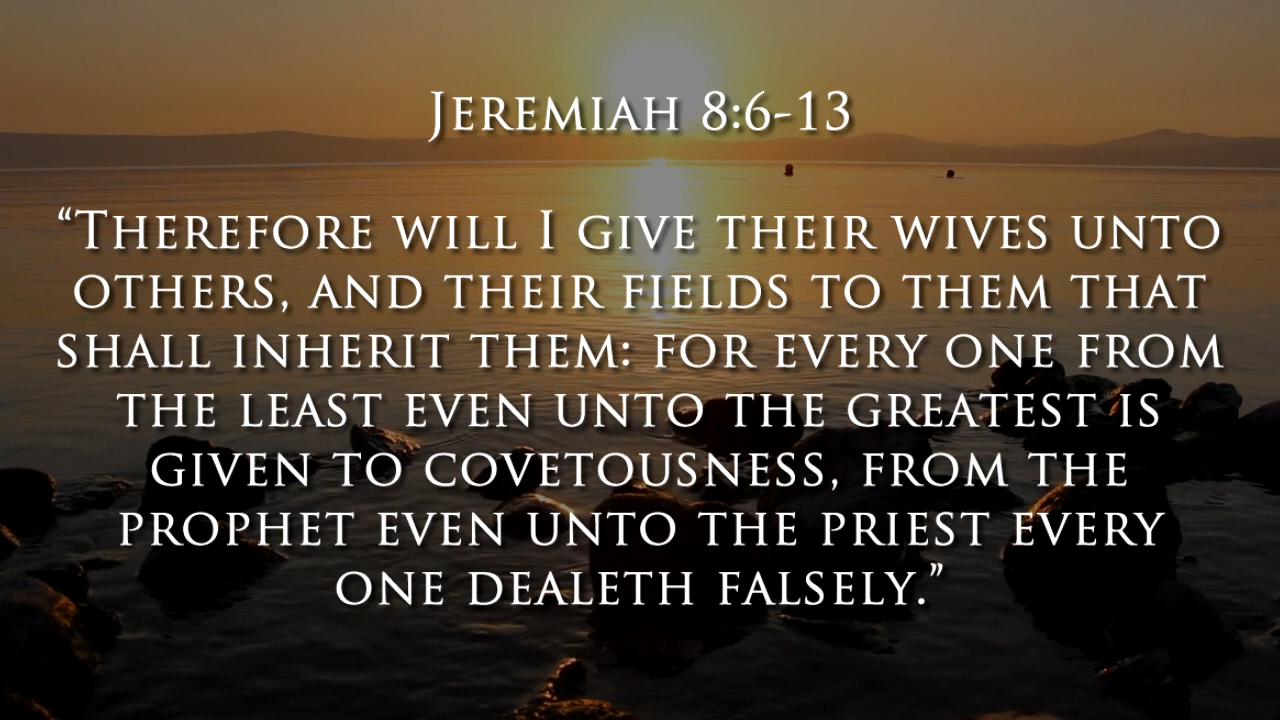 Jeremiah 8:6-13
“Therefore will I give their wives unto
others, and their fields to them that
shall inherit them: for every one from
the least even unto the greatest is
given to covetousness, from the
prophet even unto the priest every
one dealeth falsely.”